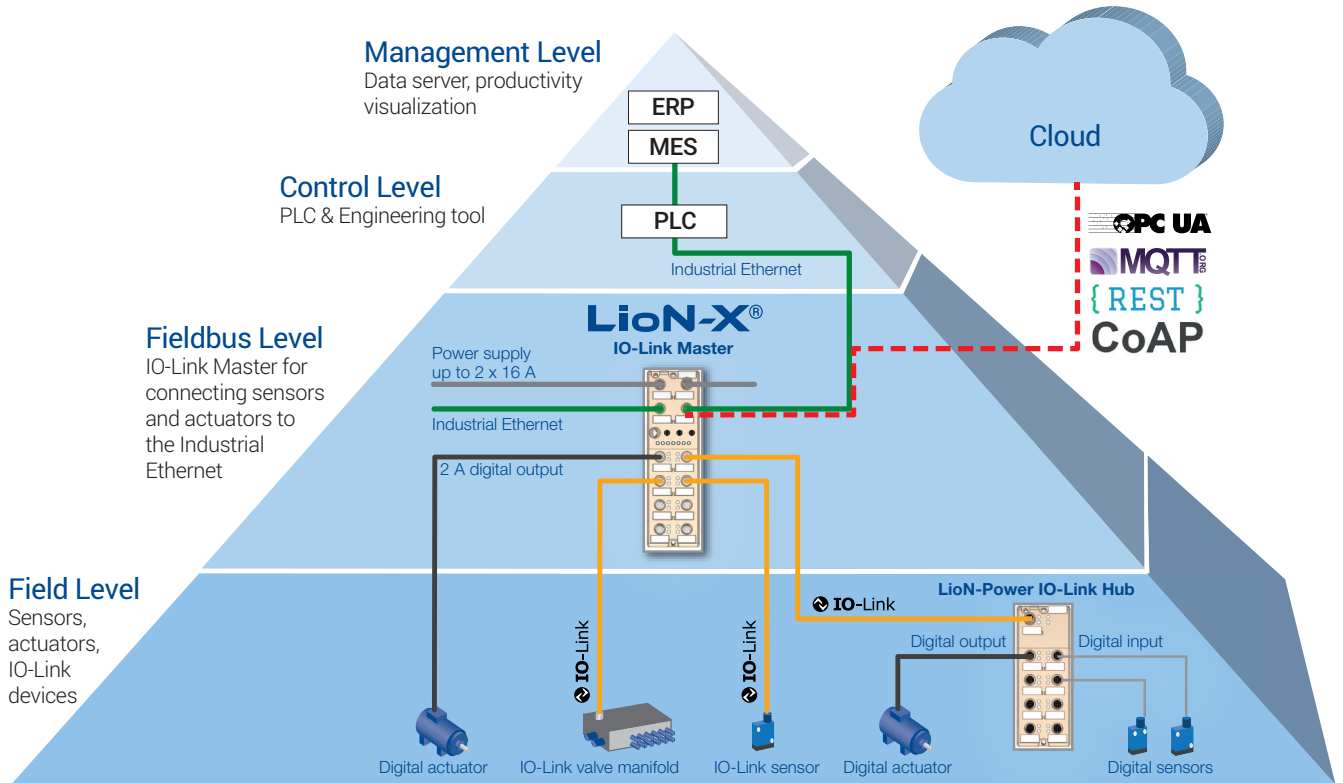 Management Level
Data server, productivity
visualization
ERP
MES
Cloud
Control Level
PLC & Engineering tool
PLC
Industrial Ethernet
OPC UA
MQTT.ORG
{ REST }
CoAP
Fieldbus Level
IO-Link Master for
connecting sensors
and actuators to
the Industrial
Ethernet
LioN-X®
IO-Link Master
Power supply
up to 2 x 16 A
Industrial Ethernet
2 A digital output
Field Level
Sensors,
actuators,
IO-Link
devices
IO-Link
IO-Link
IO-Link
LioN-Power IO-Link Hub
Digital output
Digital input
Digital actuator
IO-Link valve manifold
IO-Link sensor
Digital actuator
Digital sensors